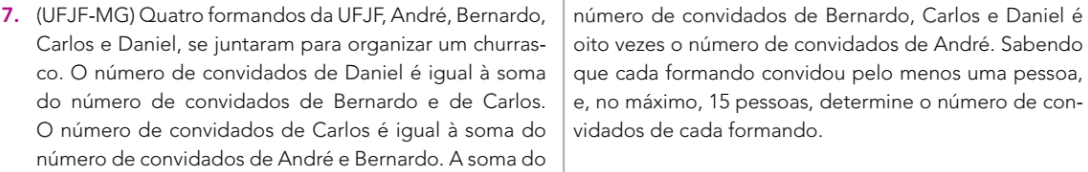 7. (UFJF-MG) Quatro formandos da UFJF, André, Bernardo,
Carlos e Daniel, se juntaram para organizar um churras-
co. O número de convidados de Daniel é igual à soma
do número de convidados de Bernardo e de Carlos.
O número de convidados de Carlos é igual à soma do
número de convidados de André e Bernardo. A soma do
número de convidados de Bernardo, Carlos e Daniel é
oito vezes o número de convidados de André. Sabendo
que cada formando convidou pelo menos uma pessoa,
e, no máximo, 15 pessoas, determine o número de con-
vidados de cada formando.